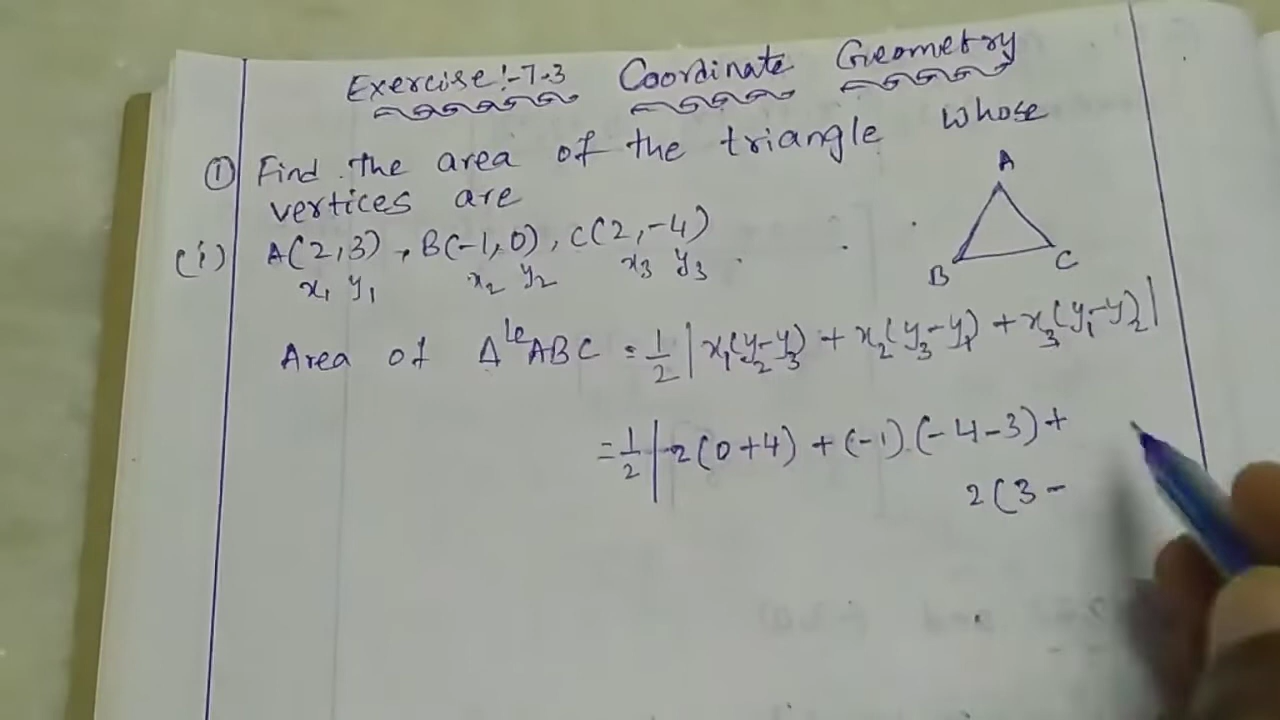 Exercise:-7.3 Coordinate Geometry
① Find the area of the triangle whose
vertices are
(i) A(2,3), B(-1,0), C(2,-4)
x₁ y₁ x₂ y₂ x₃ y₃
A
B C
Area of Δˡᵉ ABC = 1/2 |x₁(y₂-y₃) + x₂(y₃-y₁) + x₃(y₁-y₂)|
= 1/2 | 2(0+4) + (-1).(-4-3) +
2(3-